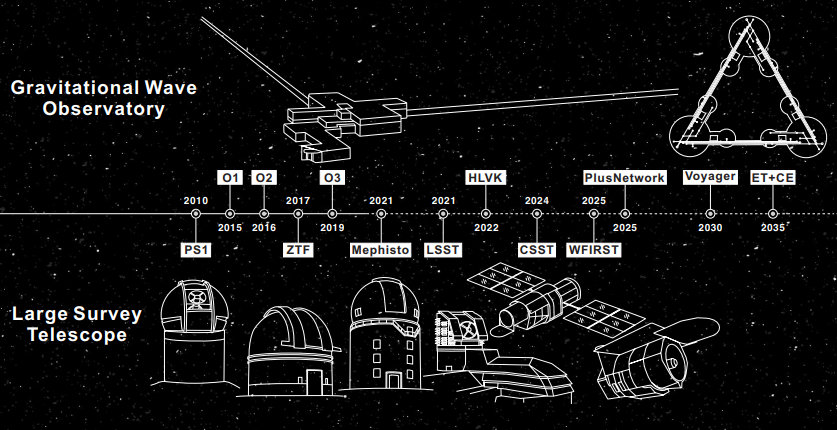 Gravitational Wave
Observatory
O1 O2 O3 HLVK PlusNetwork Voyager ET+CE
2010 2017 2021 2021 2024 2025
2015 2016 2019 2022 2025 2030 2035
PS1 ZTF Mephisto LSST CSST WFIRST
Large Survey
Telescope